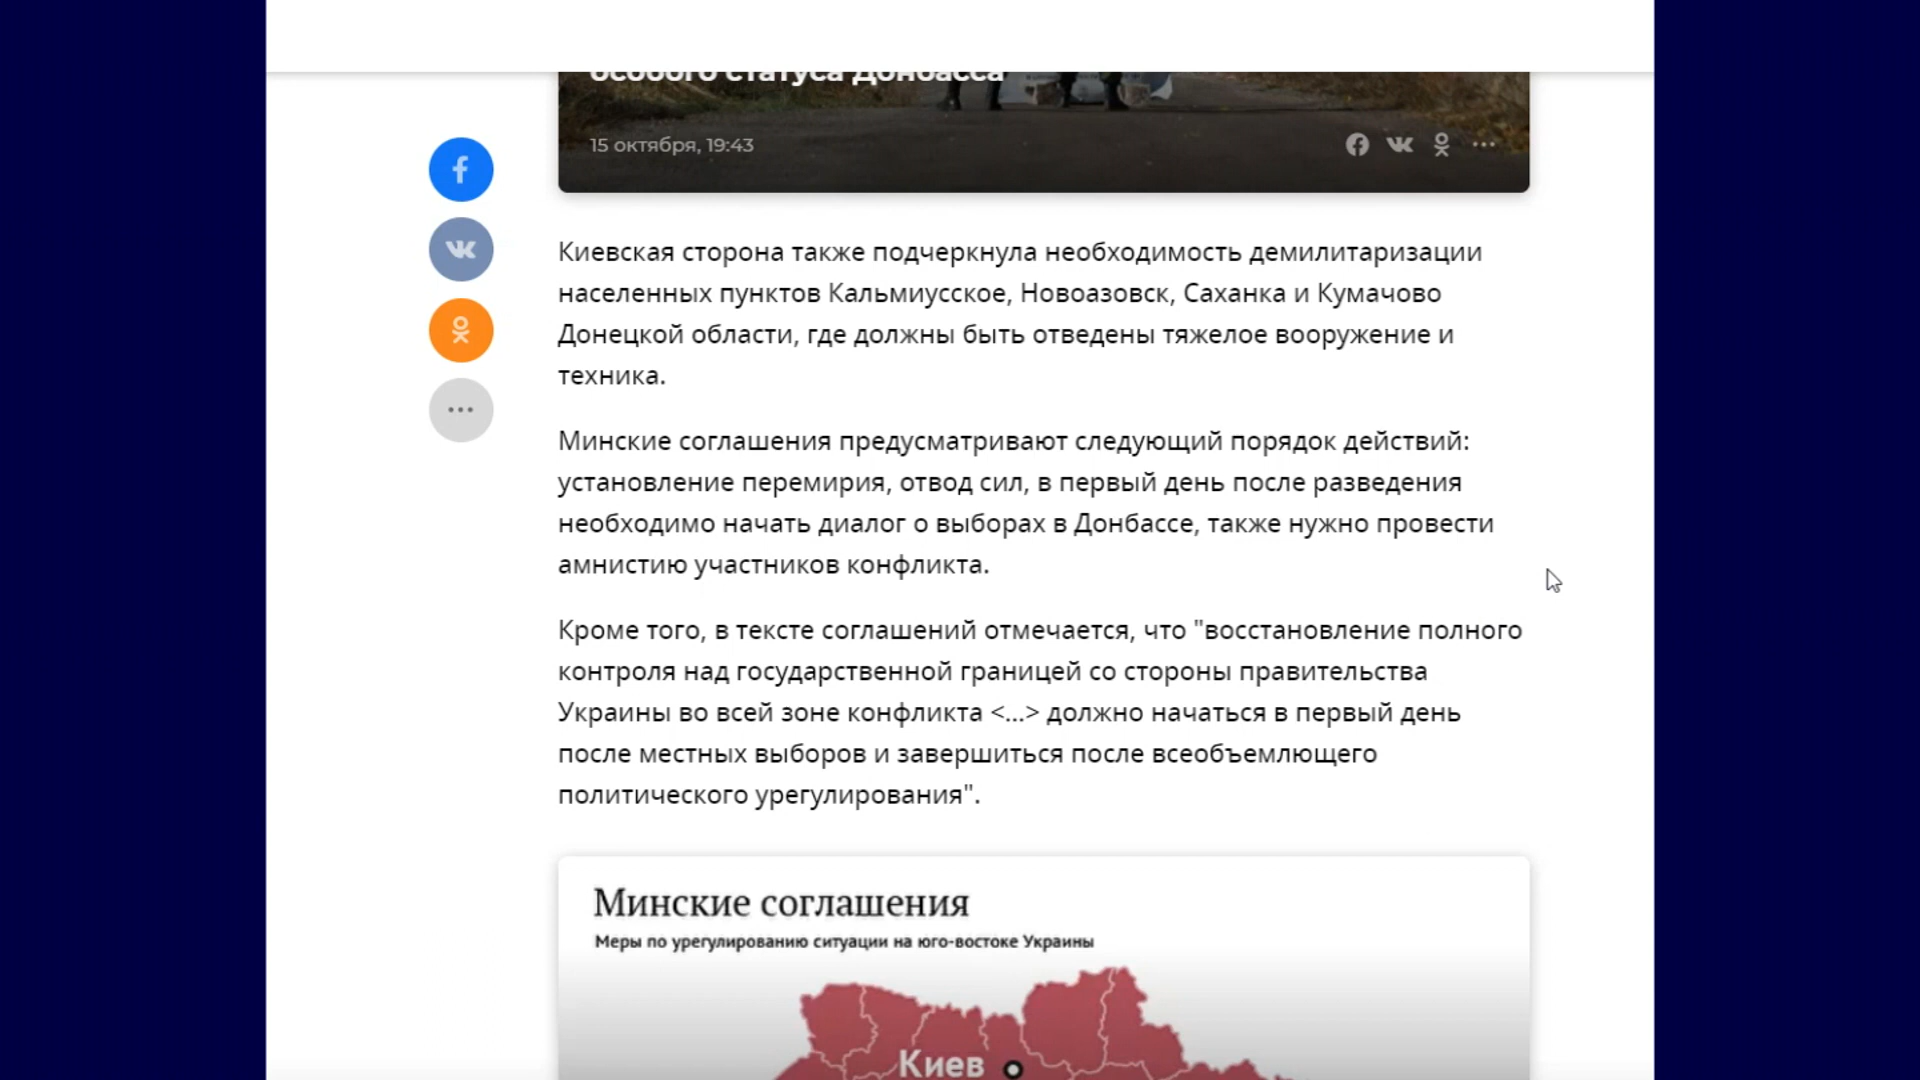 особого статуса Донбасса
15 октября, 19:43
Киевская сторона также подчеркнула необходимость демилитаризации
населенных пунктов Кальмиусское, Новоазовск, Саханка и Кумачово
Донецкой области, где должны быть отведены тяжелое вооружение и
техника.
Минские соглашения предусматривают следующий порядок действий:
установление перемирия, отвод сил, в первый день после разведения
необходимо начать диалог о выборах в Донбассе, также нужно провести
амнистию участников конфликта.
Кроме того, в тексте соглашений отмечается, что "восстановление полного
контроля над государственной границей со стороны правительства
Украины во всей зоне конфликта <...> должно начаться в первый день
после местных выборов и завершиться после всеобъемлющего
политического урегулирования".
Минские соглашения
Меры по урегулированию ситуации на юго-востоке Украины
Киев